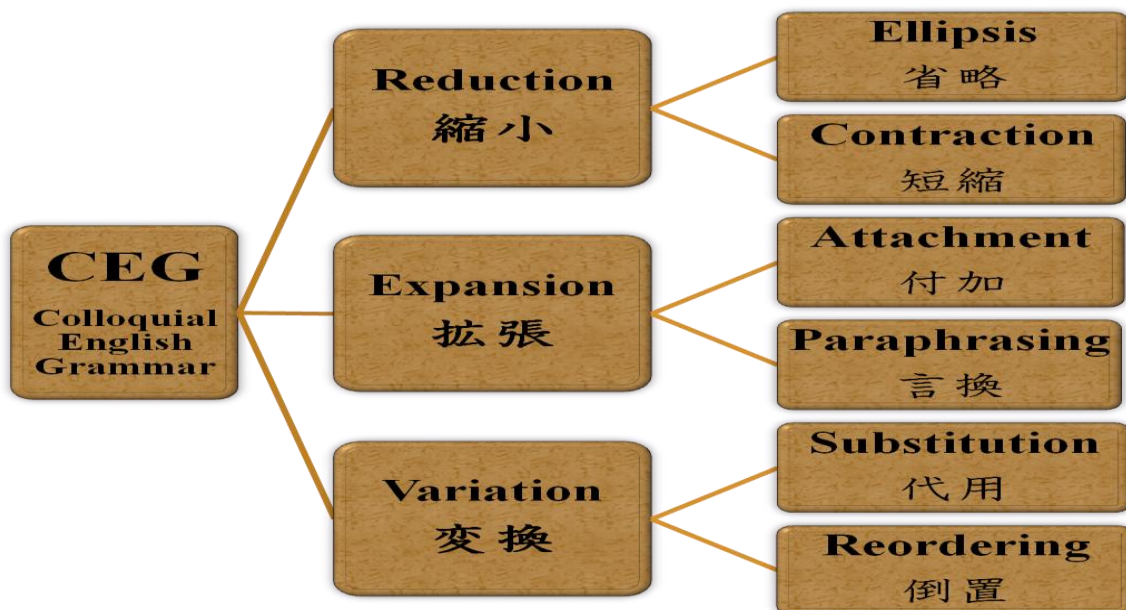 CEG
Colloquial
English
Grammar
Reduction
縮小
Ellipsis
省略
Contraction
短縮
Expansion
拡張
Attachment
付加
Paraphrasing
言換
Variation
変換
Substitution
代用
Reordering
倒置